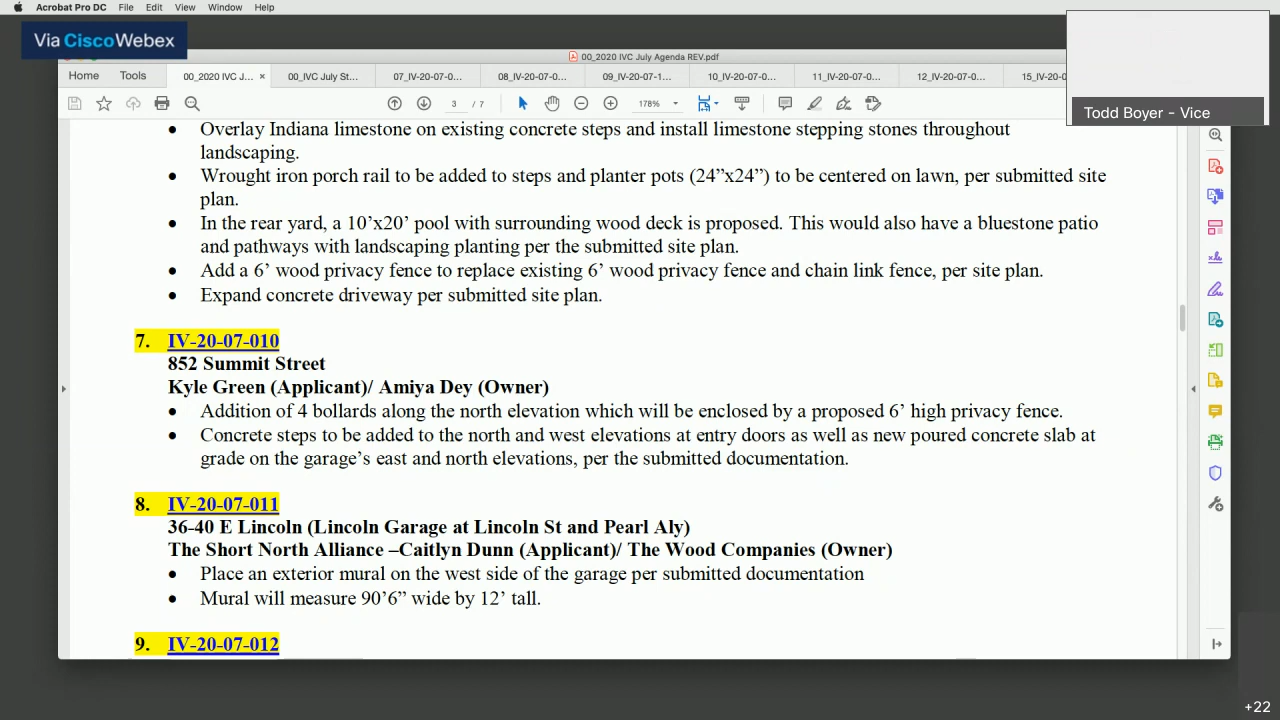 Acrobat Pro DC File Edit View Window Help
Via CiscoWebex
00_2020 IVC July Agenda REV.pdf
Home Tools 00_2020 IVC J... × 00_IVC July St... 07_IV-20-07-0... 08_IV-20-07-0... 09_IV-20-07-1... 10_IV-20-07-0... 11_IV-20-07-0... 12_IV-20-07-0... 15_IV-20-07-0
3 / 7 178%
Todd Boyer - Vice
• Overlay Indiana limestone on existing concrete steps and install limestone stepping stones throughout
landscaping.
• Wrought iron porch rail to be added to steps and planter pots (24”x24”) to be centered on lawn, per submitted site
plan.
• In the rear yard, a 10’x20’ pool with surrounding wood deck is proposed. This would also have a bluestone patio
and pathways with landscaping planting per the submitted site plan.
• Add a 6’ wood privacy fence to replace existing 6’ wood privacy fence and chain link fence, per site plan.
• Expand concrete driveway per submitted site plan.
7. IV-20-07-010
852 Summit Street
Kyle Green (Applicant)/ Amiya Dey (Owner)
• Addition of 4 bollards along the north elevation which will be enclosed by a proposed 6’ high privacy fence.
• Concrete steps to be added to the north and west elevations at entry doors as well as new poured concrete slab at
grade on the garage’s east and north elevations, per the submitted documentation.
8. IV-20-07-011
36-40 E Lincoln (Lincoln Garage at Lincoln St and Pearl Aly)
The Short North Alliance –Caitlyn Dunn (Applicant)/ The Wood Companies (Owner)
• Place an exterior mural on the west side of the garage per submitted documentation
• Mural will measure 90’6” wide by 12’ tall.
9. IV-20-07-012
+22